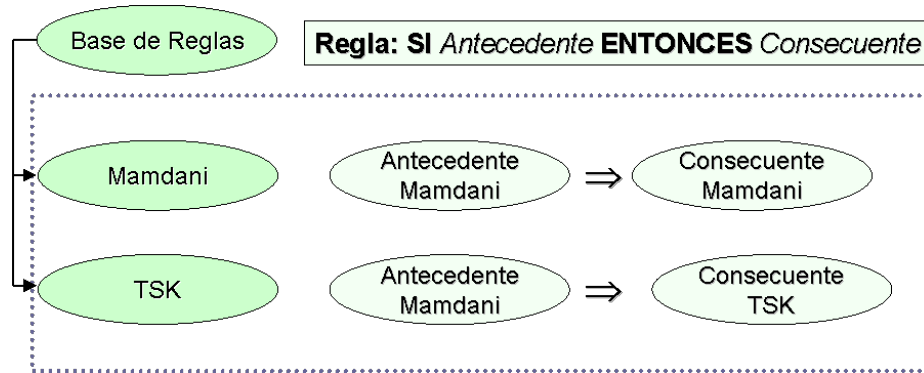 Base de Reglas
Regla: SI Antecedente ENTONCES Consecuente
Mamdani
Antecedente
Mamdani
⇒
Consecuente
Mamdani
TSK
Antecedente
Mamdani
⇒
Consecuente
TSK